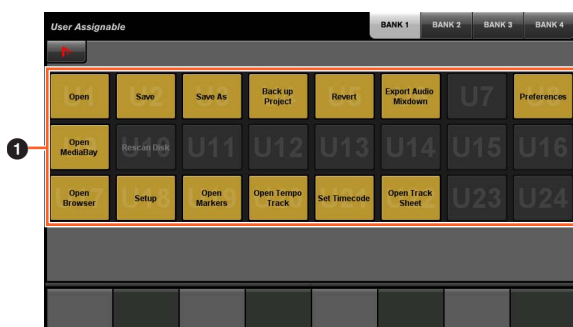 User Assignable
BANK 1 BANK 2 BANK 3 BANK 4
Open Save Save As Back up Project Revert Export Audio Mixdown U7 Preferences
1 Open MediaBay Rescan Disk U10 U11 U12 U13 U14 U15 U16
Open Browser Setup Open Markers Open Tempo Track Set Timecode Open Track Sheet U23 U24